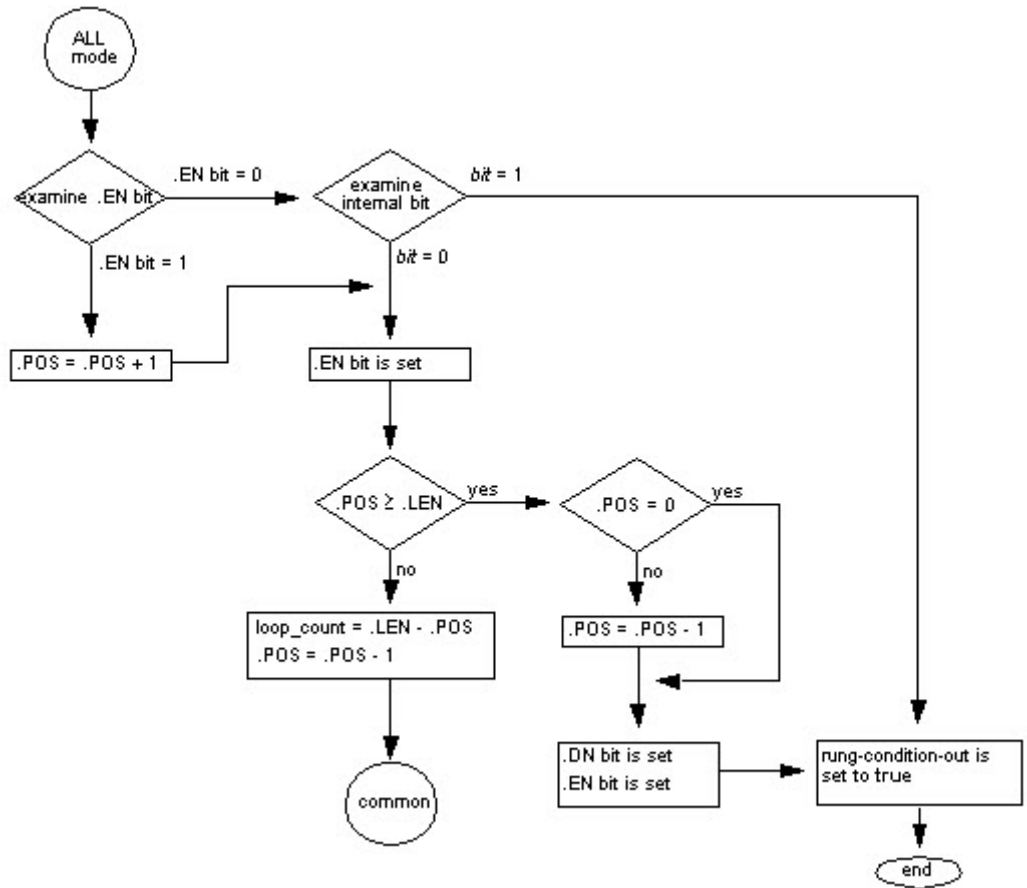 ALL
mode
examine .EN bit
.EN bit = 0
examine
internal bit
bit = 1
.EN bit = 1
bit = 0
.POS = .POS + 1
.EN bit is set
.POS ≥ .LEN
yes
.POS = 0
yes
no
no
loop_count = .LEN - .POS
.POS = .POS - 1
.POS = .POS - 1
.DN bit is set
.EN bit is set
rung-condition-out is
set to true
common
end